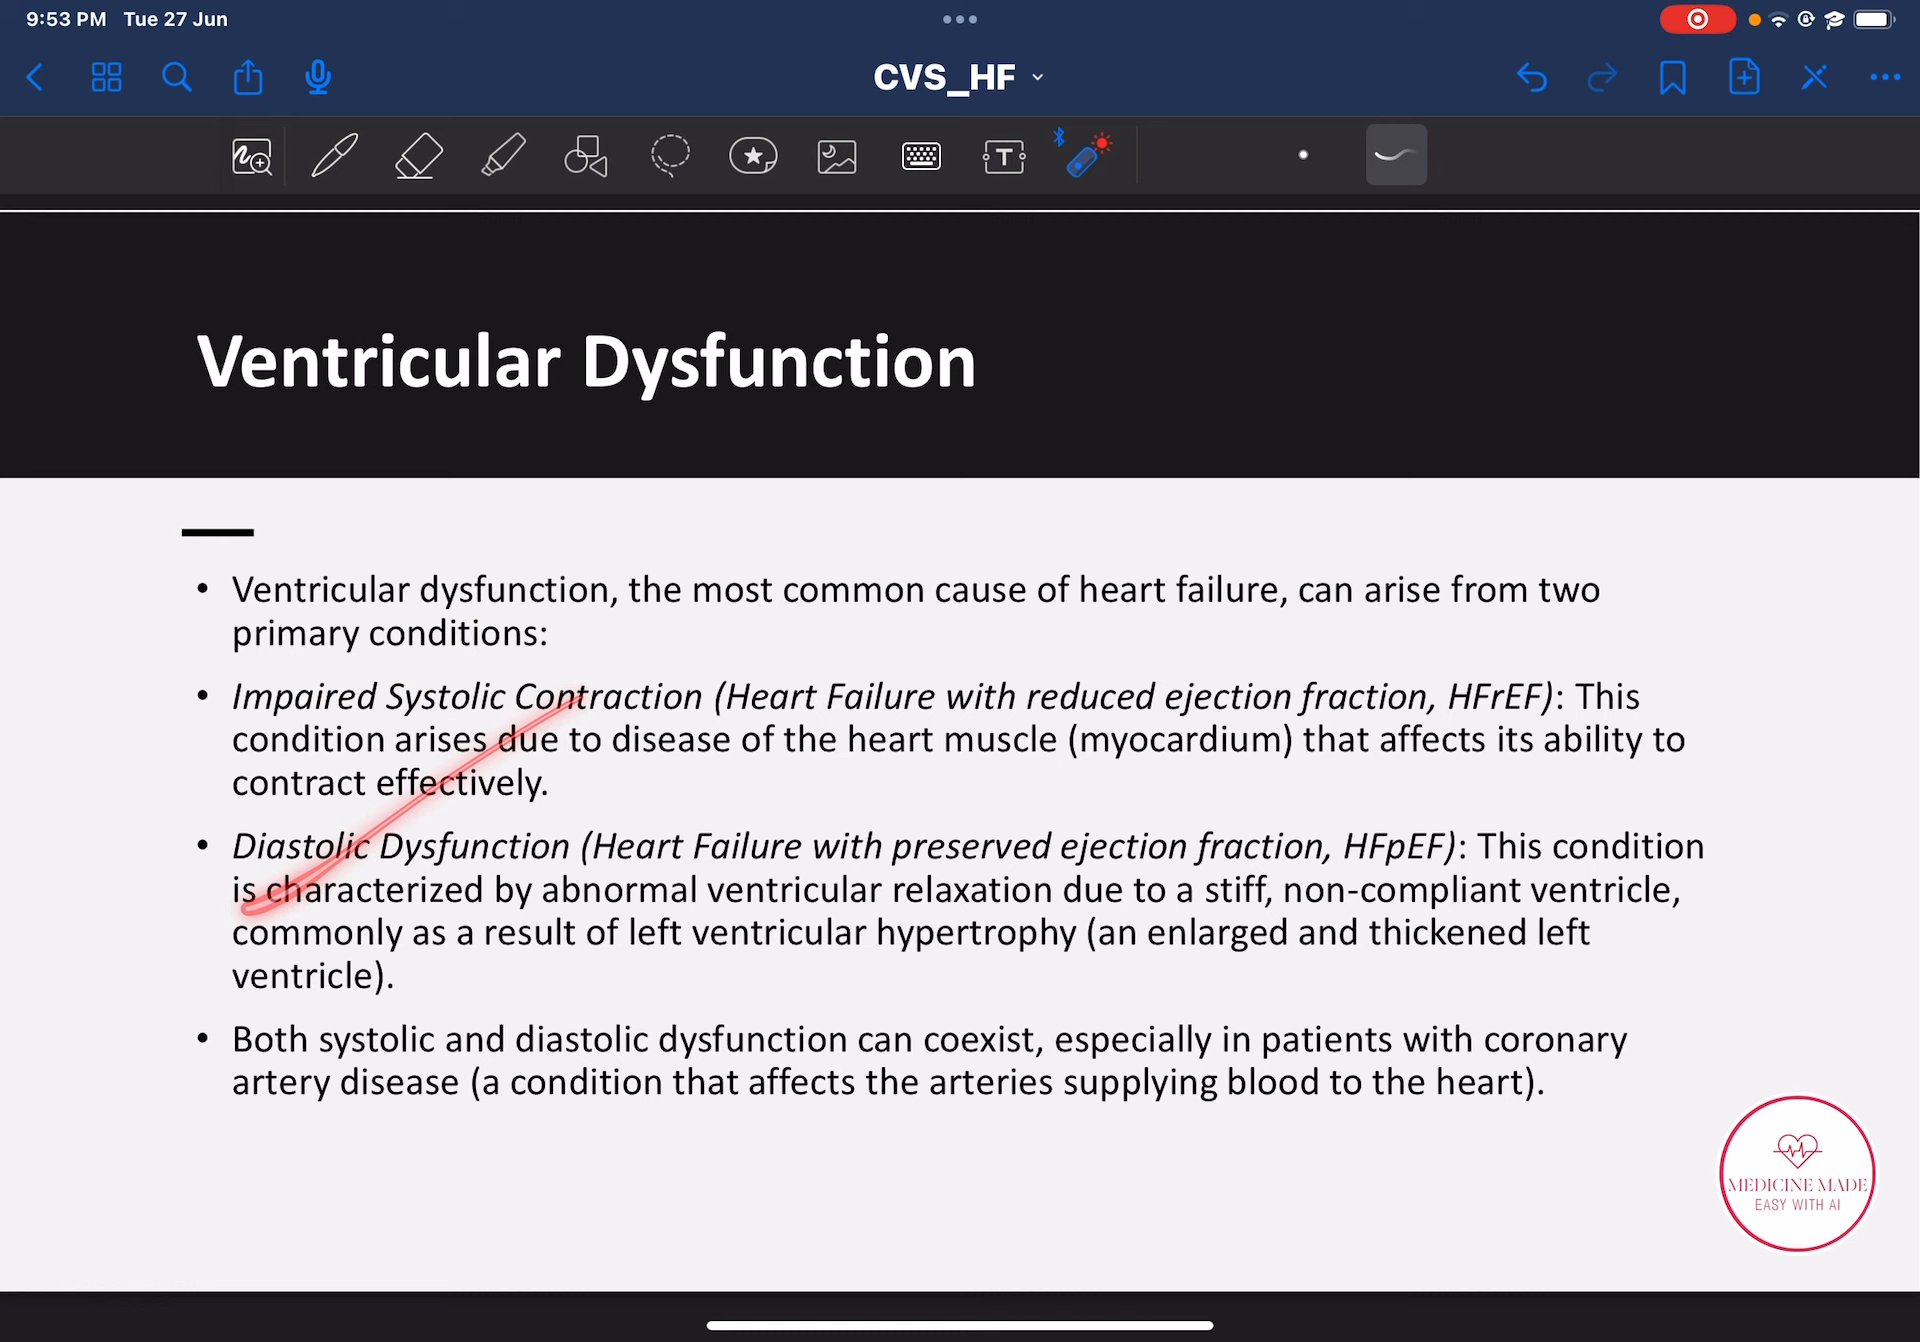 9:53 PM Tue 27 Jun
CVS_HF
T
Ventricular Dysfunction
• Ventricular dysfunction, the most common cause of heart failure, can arise from two
primary conditions:
• Impaired Systolic Contraction (Heart Failure with reduced ejection fraction, HFrEF): This
condition arises due to disease of the heart muscle (myocardium) that affects its ability to
contract effectively.
• Diastolic Dysfunction (Heart Failure with preserved ejection fraction, HFpEF): This condition
is characterized by abnormal ventricular relaxation due to a stiff, non-compliant ventricle,
commonly as a result of left ventricular hypertrophy (an enlarged and thickened left
ventricle).
• Both systolic and diastolic dysfunction can coexist, especially in patients with coronary
artery disease (a condition that affects the arteries supplying blood to the heart).
MEDICINE MADE
EASY WITH AI